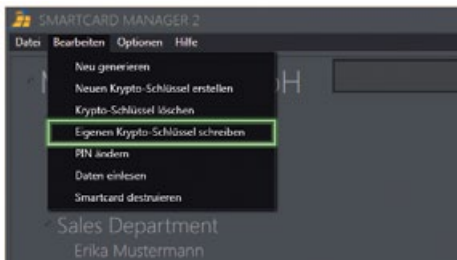 SMARTCARD MANAGER 2
Datei Bearbeiten Optionen Hilfe
Neu generieren
Neuen Krypto-Schlüssel erstellen
Krypto-Schlüssel löschen
Eigenen Krypto-Schlüssel schreiben
PIN ändern
Daten einlesen
Smartcard destruieren
Sales Department
Erika Mustermann